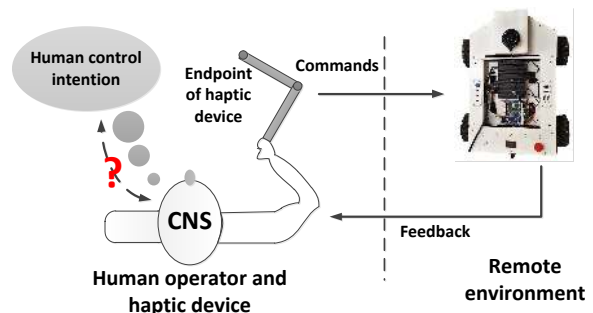 Human control
intention
Endpoint
of haptic
device
Commands
?
CNS
Feedback
Human operator and
haptic device
Remote
environment